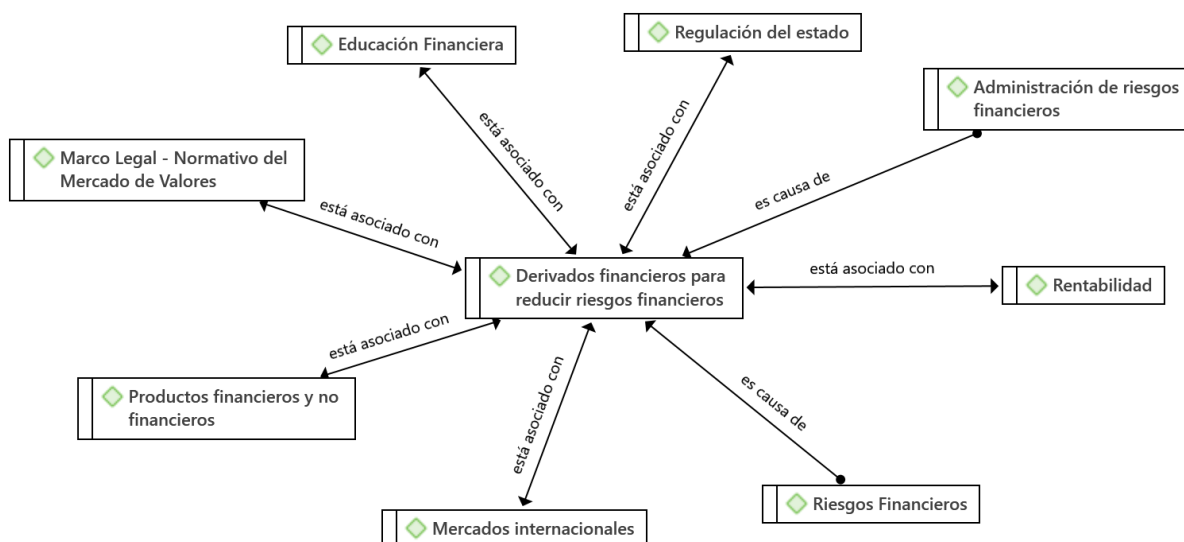 Educación Financiera
Regulación del estado
Administración de riesgos
financieros
está asociado con
está asociado con
es causa de
Marco Legal - Normativo del
Mercado de Valores
está asociado con
Derivados financieros para
reducir riesgos financieros
está asociado con
Rentabilidad
está asociado con
Productos financieros y no
financieros
está asociado con
es causa de
Mercados internacionales
Riesgos Financieros